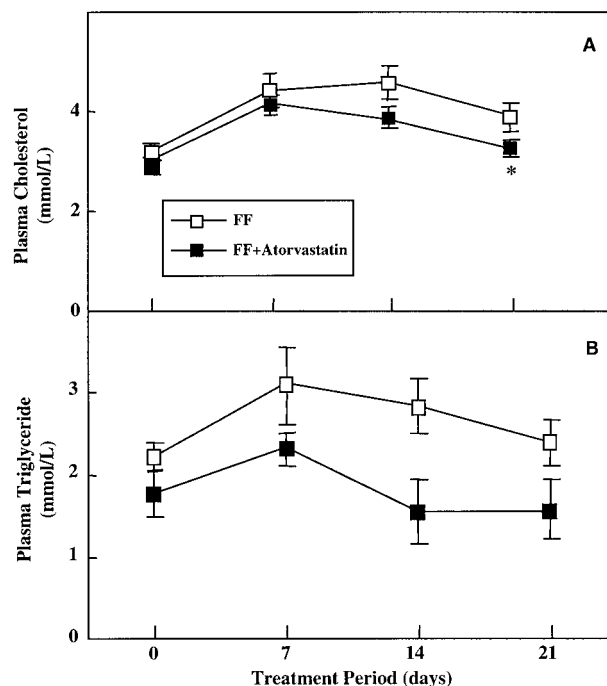 A
4
2
0
Plasma Cholesterol
(mmol/L)
*
FF
FF+Atorvastatin
B
3
2
1
0
Plasma Triglyceride
(mmol/L)
0 7 14 21
Treatment Period (days)